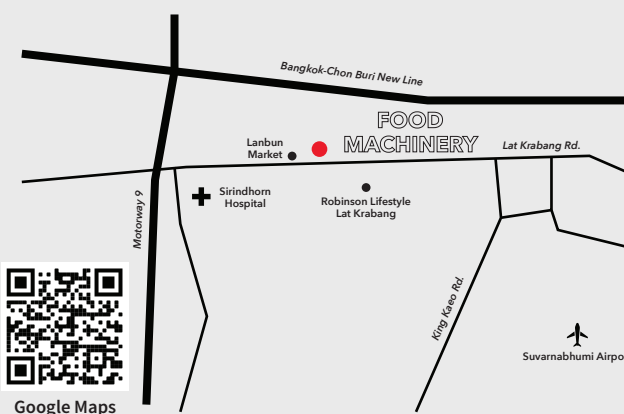 Bangkok-Chon Buri New Line
FOOD
MACHINERY
Lanbun
Market
Lat Krabang Rd.
Sirindhorn
Hospital
Robinson Lifestyle
Lat Krabang
Motorway 9
King Kaeo Rd.
Suvarnabhumi Airpo
Google Maps